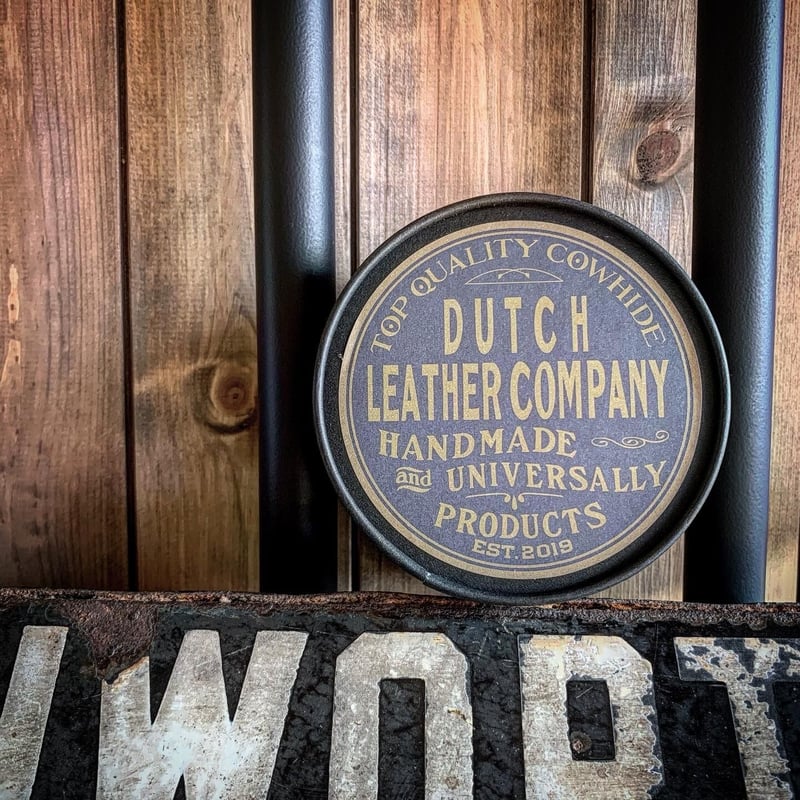 TOP QUALITY COWHIDE
DUTCH
LEATHER COMPANY
HANDMADE
and UNIVERSALLY
PRODUCTS
EST. 2019